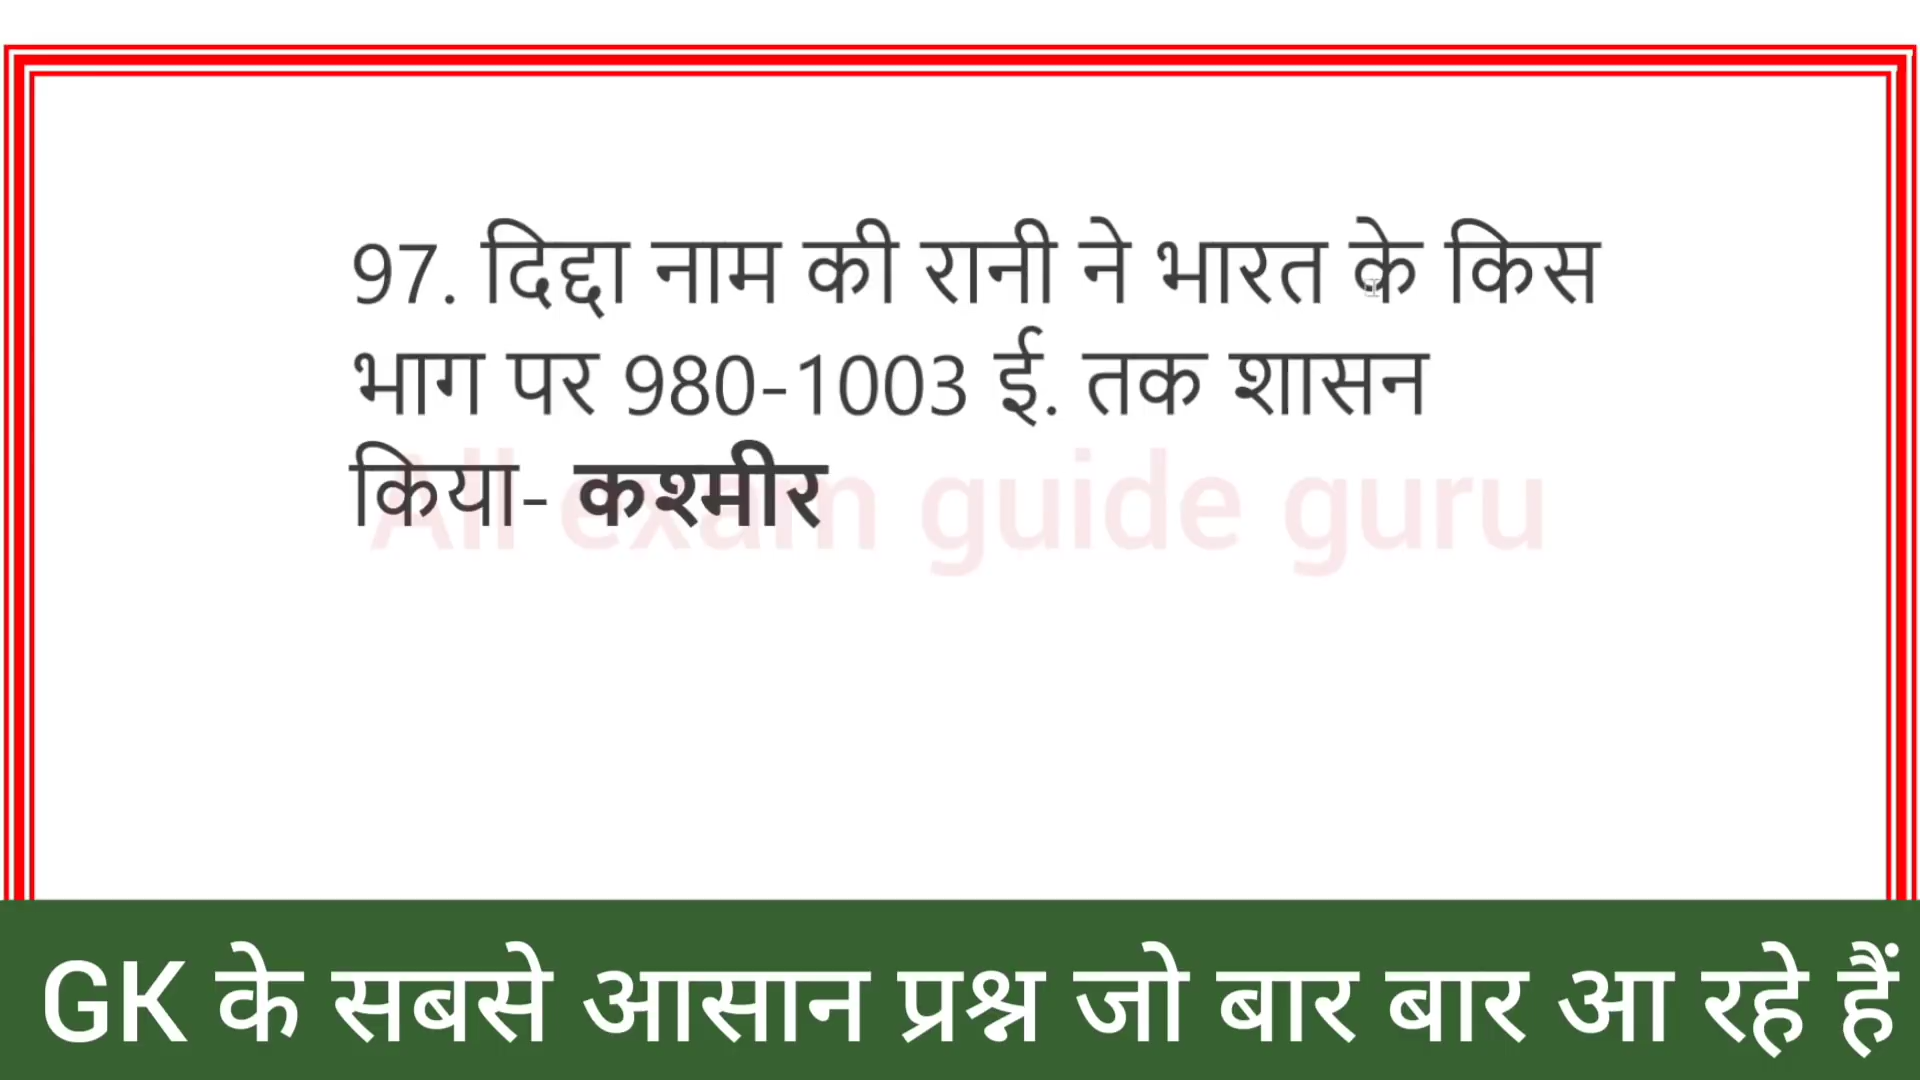 97. दिद्दा नाम की रानी ने भारत के किस
भाग पर 980-1003 ई. तक शासन
किया- कश्मीर
All exam guide guru
GK के सबसे आसान प्रश्न जो बार बार आ रहे हैं